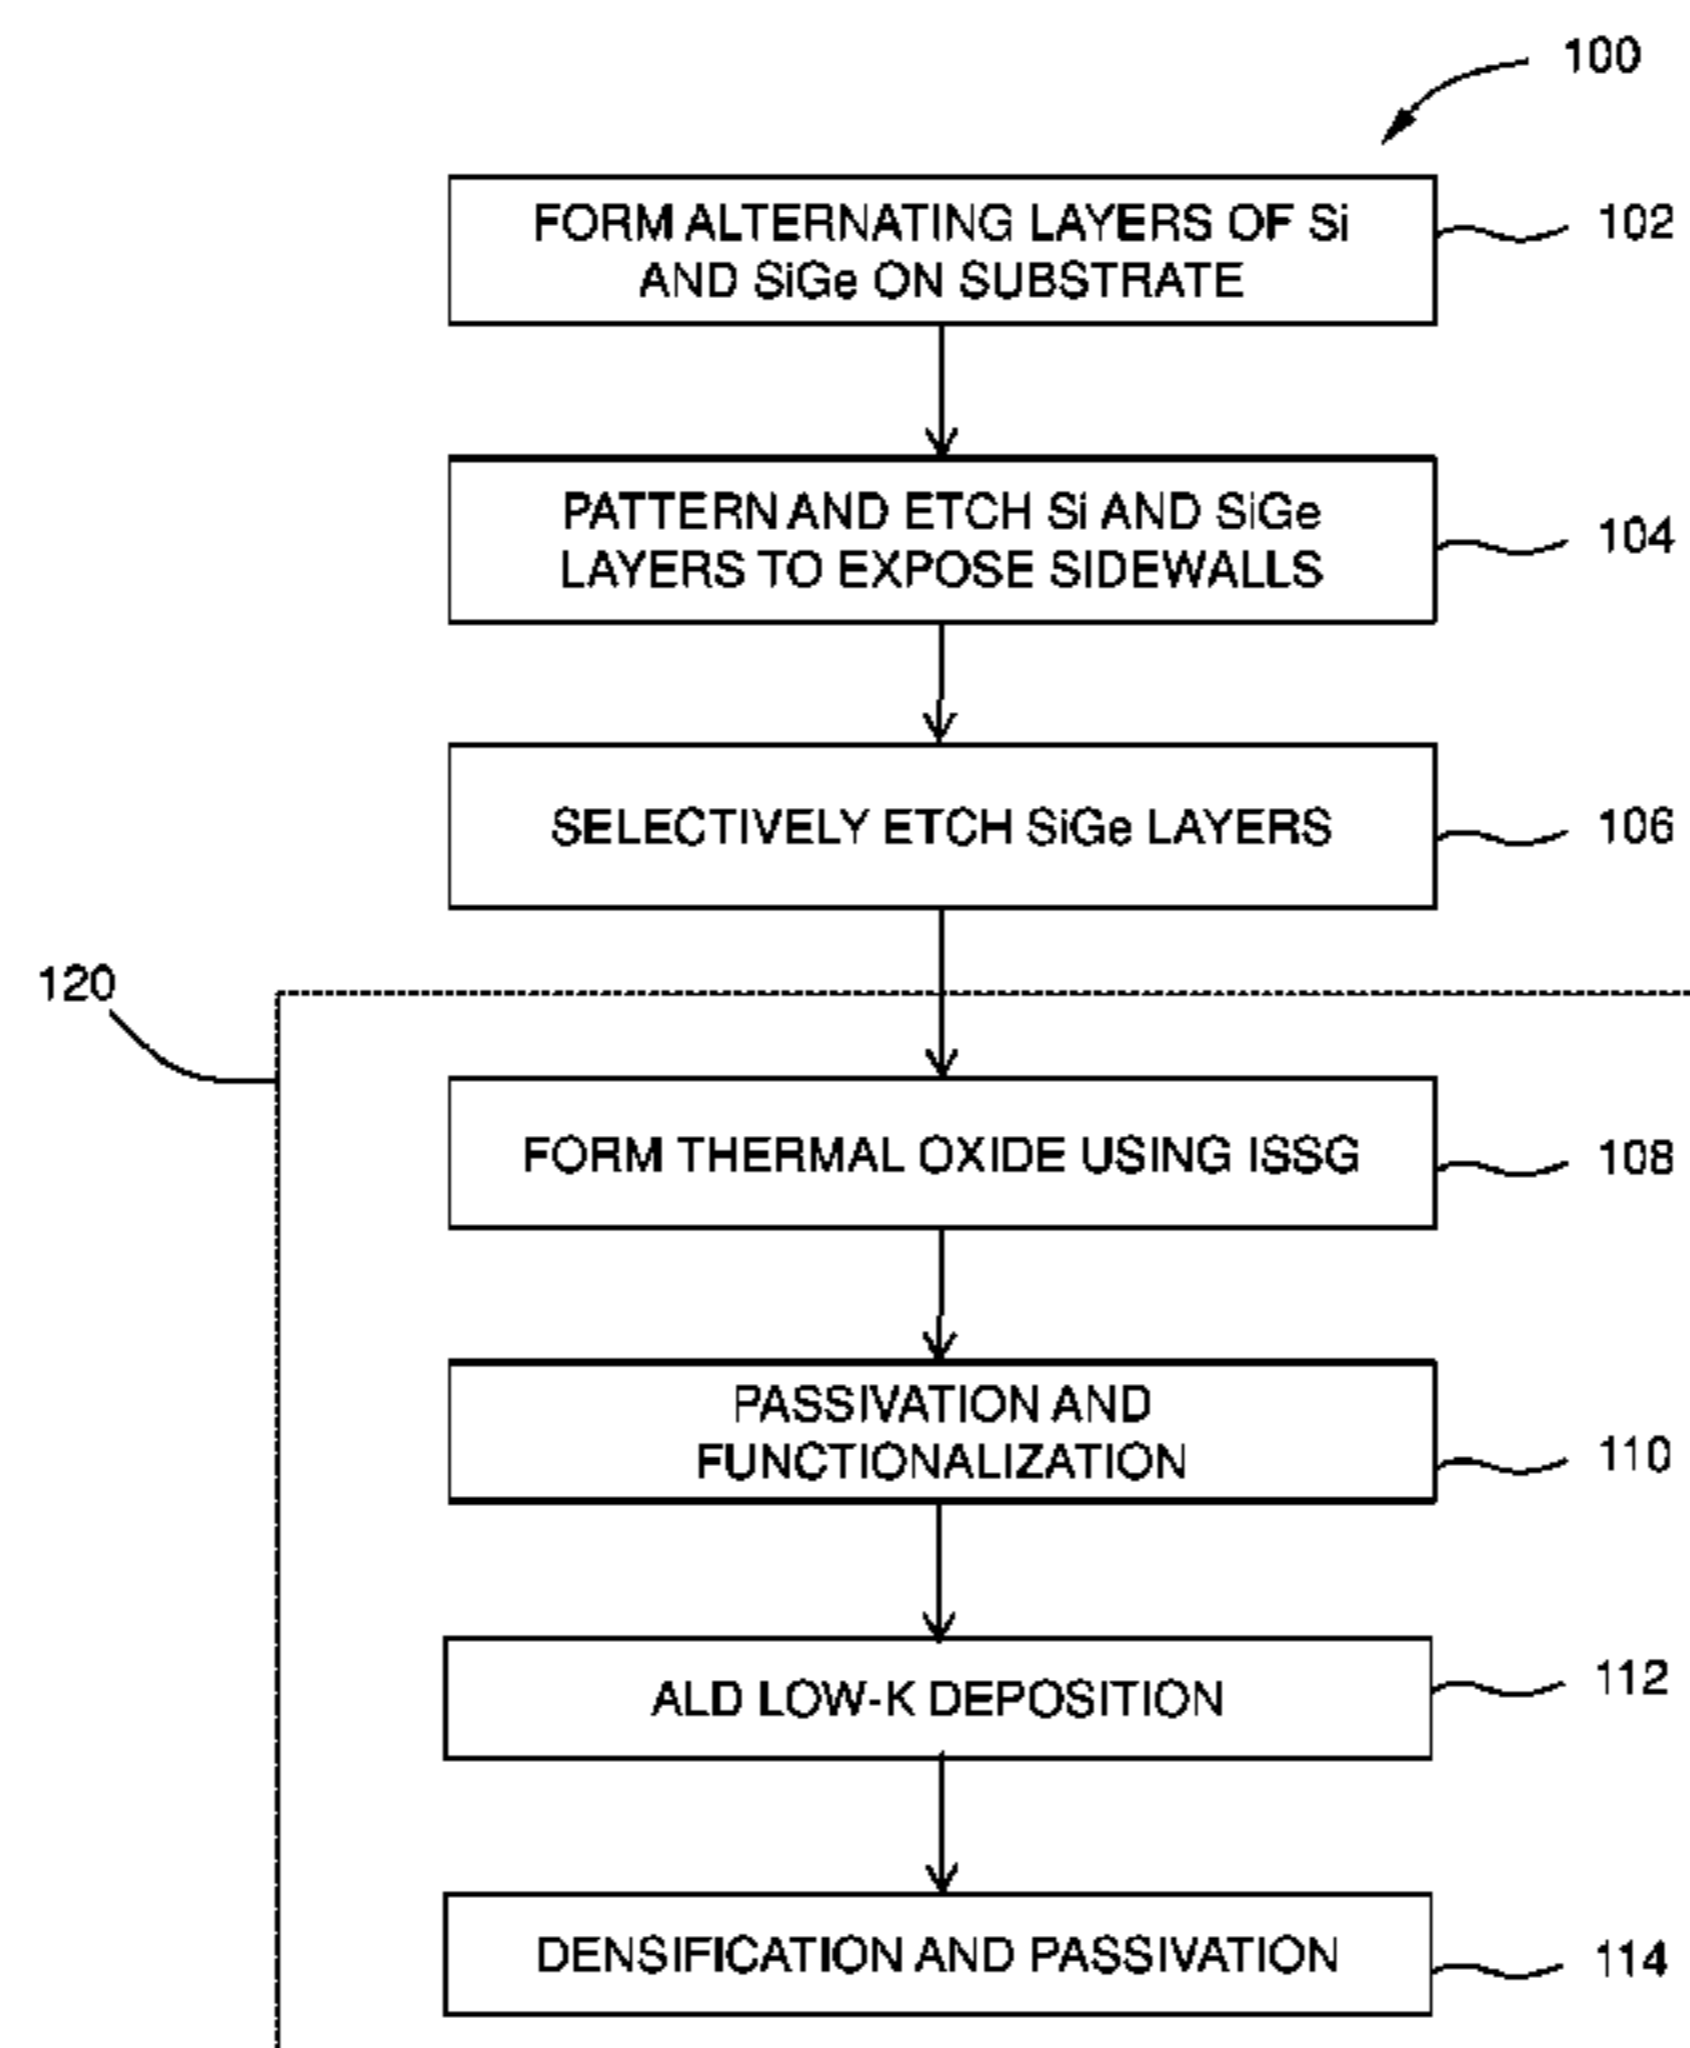 100
FORM ALTERNATING LAYERS OF Si
AND SiGe ON SUBSTRATE
102
PATTERN AND ETCH Si AND SiGe
LAYERS TO EXPOSE SIDEWALLS
104
SELECTIVELY ETCH SiGe LAYERS
106
120
FORM THERMAL OXIDE USING ISSG
108
PASSIVATION AND
FUNCTIONALIZATION
110
ALD LOW-K DEPOSITION
112
DENSIFICATION AND PASSIVATION
114